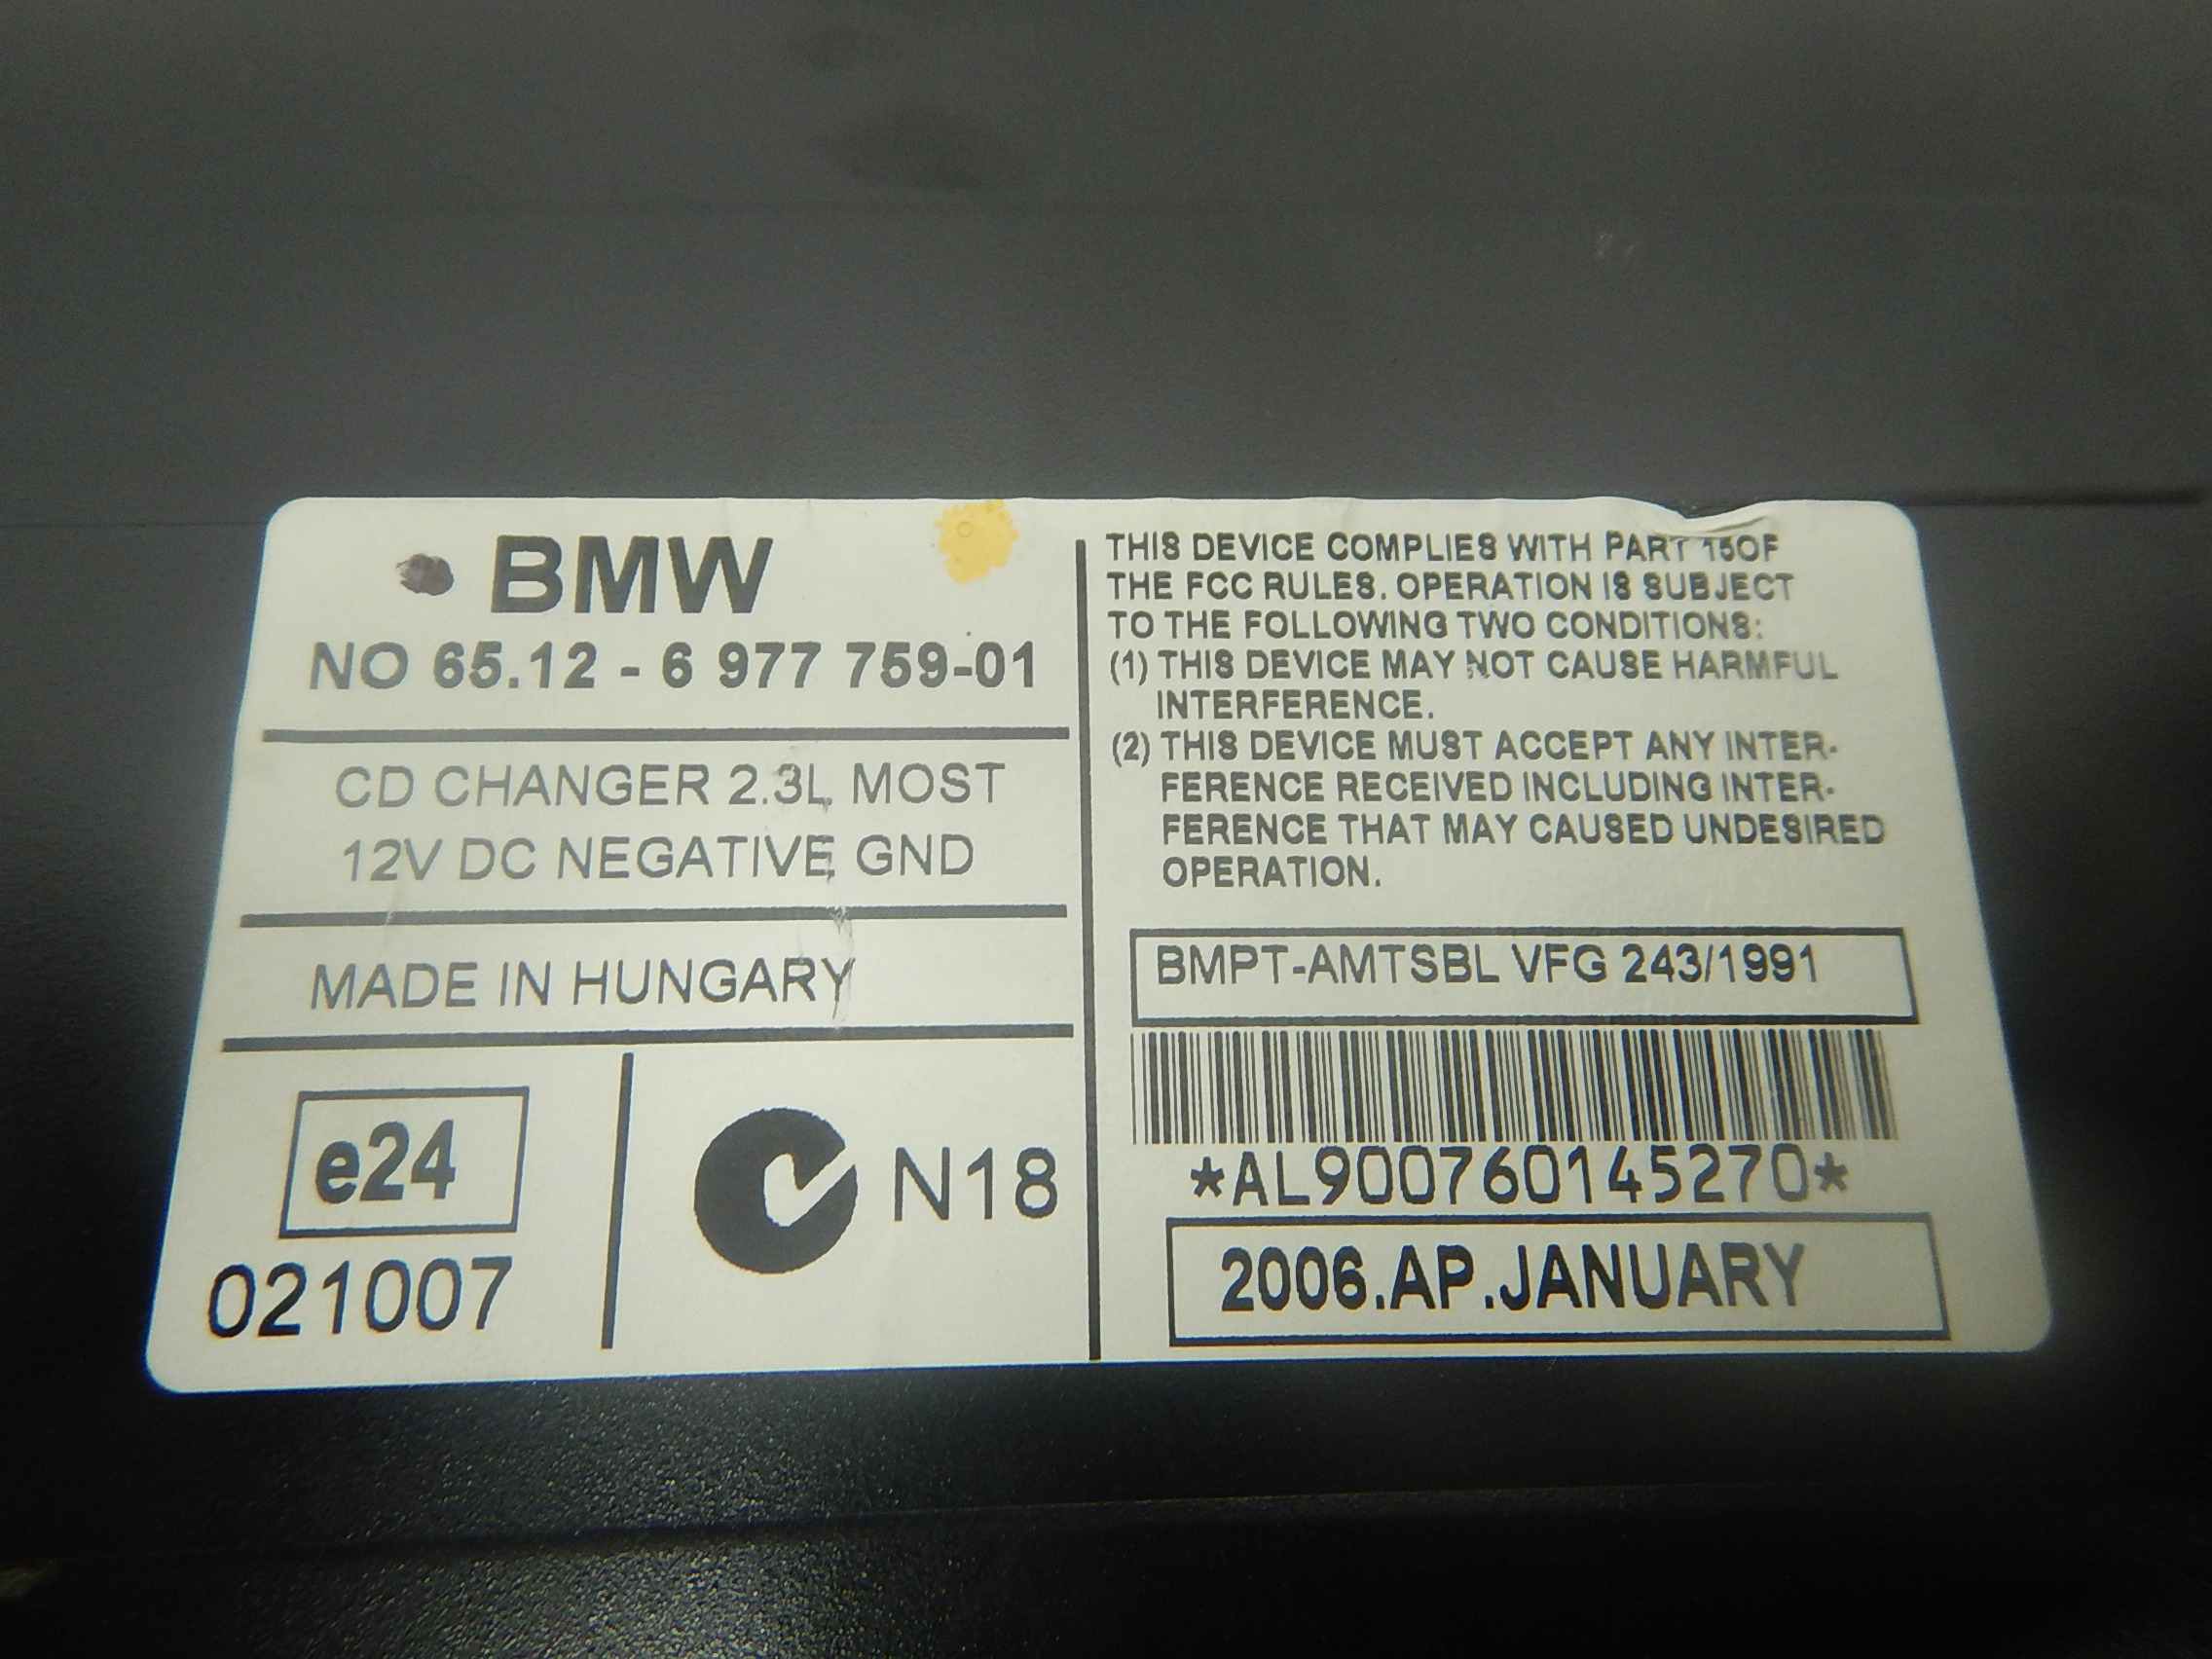 BMW
NO 65.12 - 6 977 759-01
CD CHANGER 2.3L MOST
12V DC NEGATIVE GND
MADE IN HUNGARY
e24
021007
N18
THIS DEVICE COMPLIES WITH PART 15OF
THE FCC RULES. OPERATION IS SUBJECT
TO THE FOLLOWING TWO CONDITIONS:
(1) THIS DEVICE MAY NOT CAUSE HARMFUL
INTERFERENCE.
(2) THIS DEVICE MUST ACCEPT ANY INTER-
FERENCE RECEIVED INCLUDING INTER-
FERENCE THAT MAY CAUSED UNDESIRED
OPERATION.
BMPT-AMTSBL VFG 243/1991
*AL900760145270*
2006.AP.JANUARY